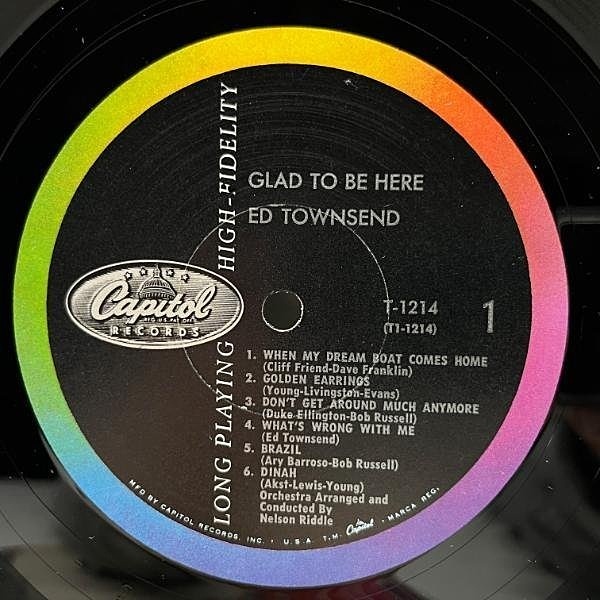 LONG PLAYING HIGH-FIDELITY
GLAD TO BE HERE
ED TOWNSEND
Capitol
REG. U.S. PAT. OFF.
RECORDS
T-1214
(T1-1214)
1
1. WHEN MY DREAM BOAT COMES HOME
(Cliff Friend-Dave Franklin)
2. GOLDEN EARRINGS
(Young-Livingston-Evans)
3. DON'T GET AROUND MUCH ANYMORE
(Duke Ellington-Bob Russell)
4. WHAT'S WRONG WITH ME
(Ed Townsend)
5. BRAZIL
(Ary Barroso-Bob Russell)
6. DINAH
(Akst-Lewis-Young)
Orchestra Arranged and
Conducted By
Nelson Riddle
MFD BY CAPITOL RECORDS, INC. • U.S.A. T.M. Capitol • MARCA REG.